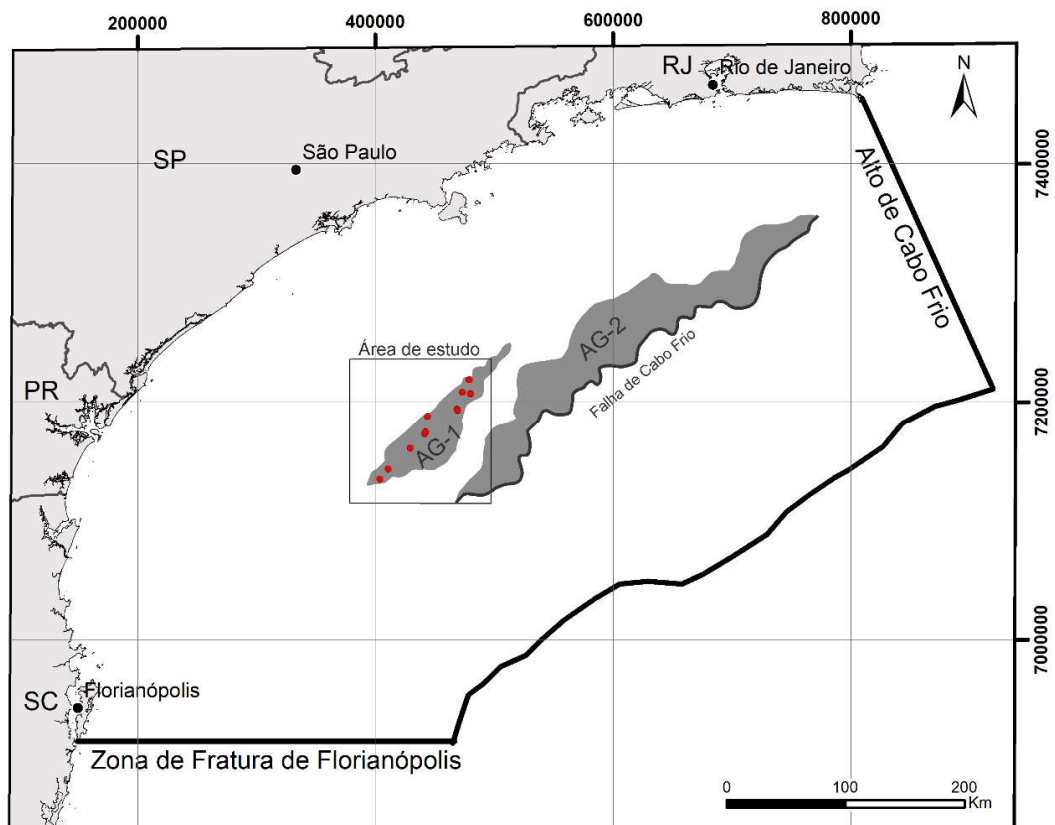 200000 400000 600000 800000
RJ Rio de Janeiro
N
São Paulo
SP
7400000
Alto de Cabo Frio
AG-2
Área de estudo
Falha de Cabo Frio
PR
7200000
AG-1
7000000
Florianópolis
SC
Zona de Fratura de Florianópolis
0 100 200
Km